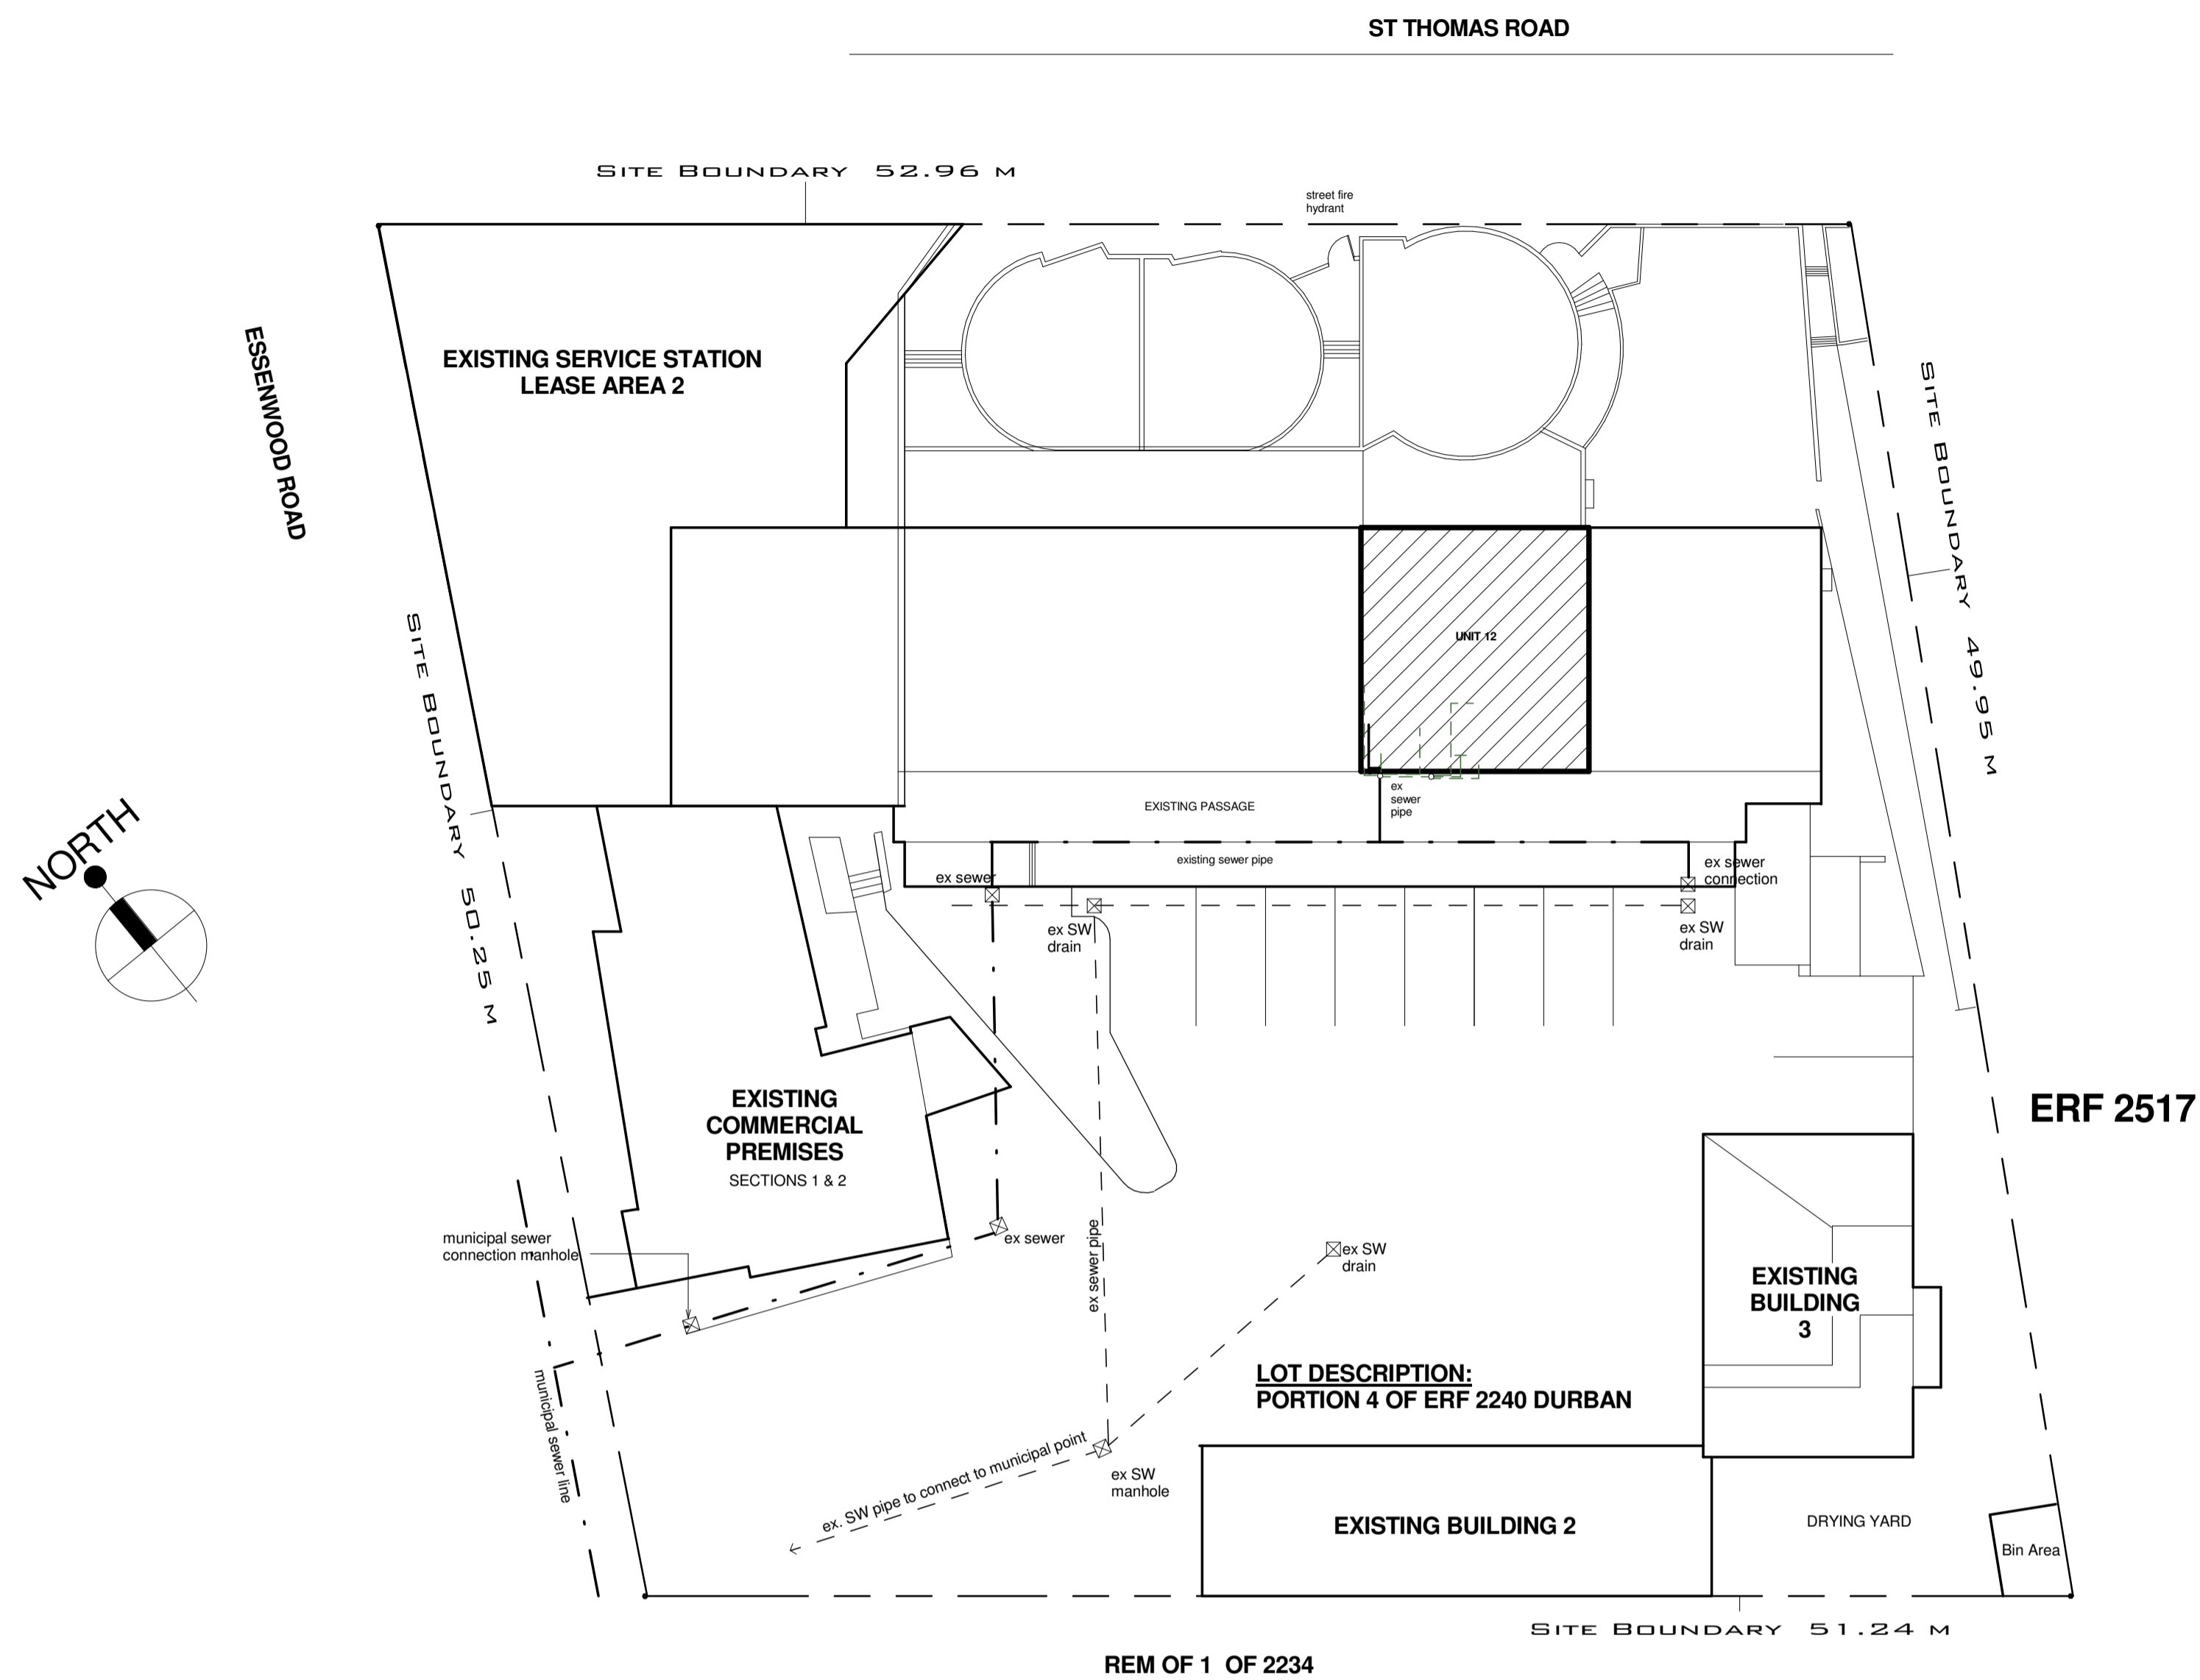 ST THOMAS ROAD
SITE BOUNDARY 52.96 M
street fire
hydrant
EXISTING SERVICE STATION
LEASE AREA 2
ESSENWOOD ROAD
SITE BOUNDARY 49.95 M
UNIT 12
SITE BOUNDARY 50.25 M
NORTH
ex
sewer
pipe
EXISTING PASSAGE
existing sewer pipe
ex sewer
ex sewer
connection
ex SW
drain
ex SW
drain
EXISTING
COMMERCIAL
PREMISES
SECTIONS 1 & 2
ERF 2517
municipal sewer
connection manhole
ex sewer
ex sewer pipe
ex SW
drain
EXISTING
BUILDING
3
LOT DESCRIPTION:
PORTION 4 OF ERF 2240 DURBAN
municipal sewer line
ex. SW pipe to connect to municipal point
ex SW
manhole
EXISTING BUILDING 2
DRYING YARD
Bin Area
SITE BOUNDARY 51.24 M
REM OF 1 OF 2234